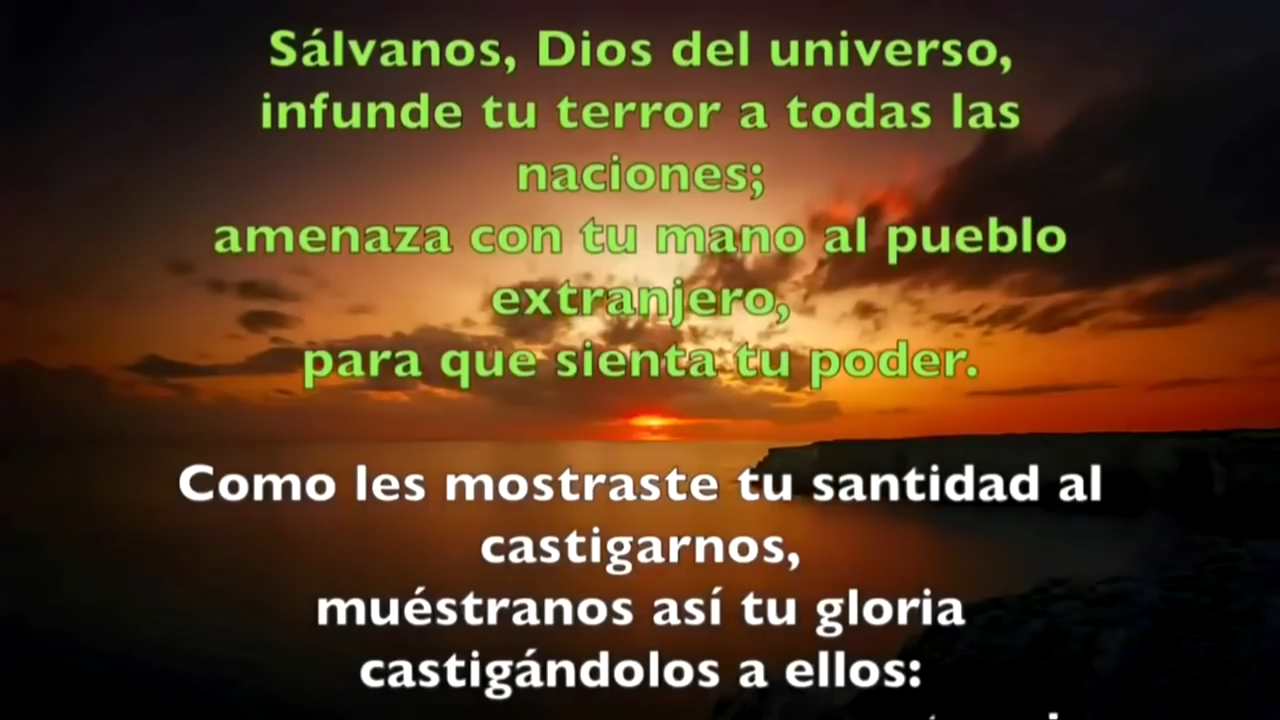 Sálvanos, Dios del universo,
infunde tu terror a todas las
naciones;
amenaza con tu mano al pueblo
extranjero,
para que sienta tu poder.
Como les mostraste tu santidad al
castigarnos,
muéstranos así tu gloria
castigándolos a ellos: